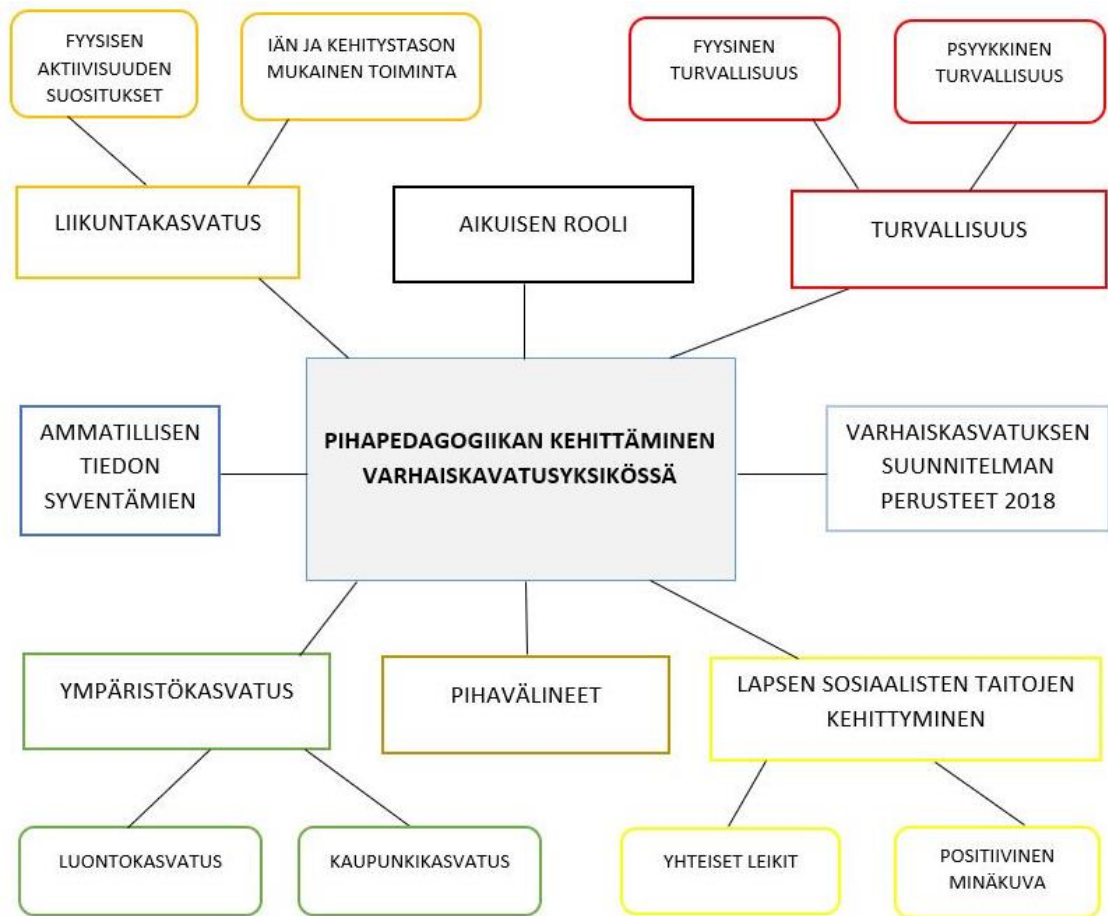 FYYSISEN
AKTIIVISUUDEN
SUOSITUKSET
IÄN JA KEHITYSTASON
MUKAINEN TOIMINTA
FYYSINEN
TURVALLISUUS
PSYYKKINEN
TURVALLISUUS
LIIKUNTAKASVATUS
AIKUISEN ROOLI
TURVALLISUUS
AMMATILLISEN
TIEDON
SYVENTÄMIEN
PIHAPEDAGOGIIKAN KEHITTÄMINEN
VARHAISKAVATUSYKSIKÖSSÄ
VARHAISKASVATUKSEN
SUUNNITELMAN
PERUSTEET 2018
YMPÄRISTÖKASVATUS
PIHAVÄLINEET
LAPSEN SOSIAALISTEN TAITOJEN
KEHITTYMINEN
LUONTOKASVATUS
KAUPUNKIKASVATUS
YHTEISET LEIKIT
POSITIIVINEN
MINÄKUVA